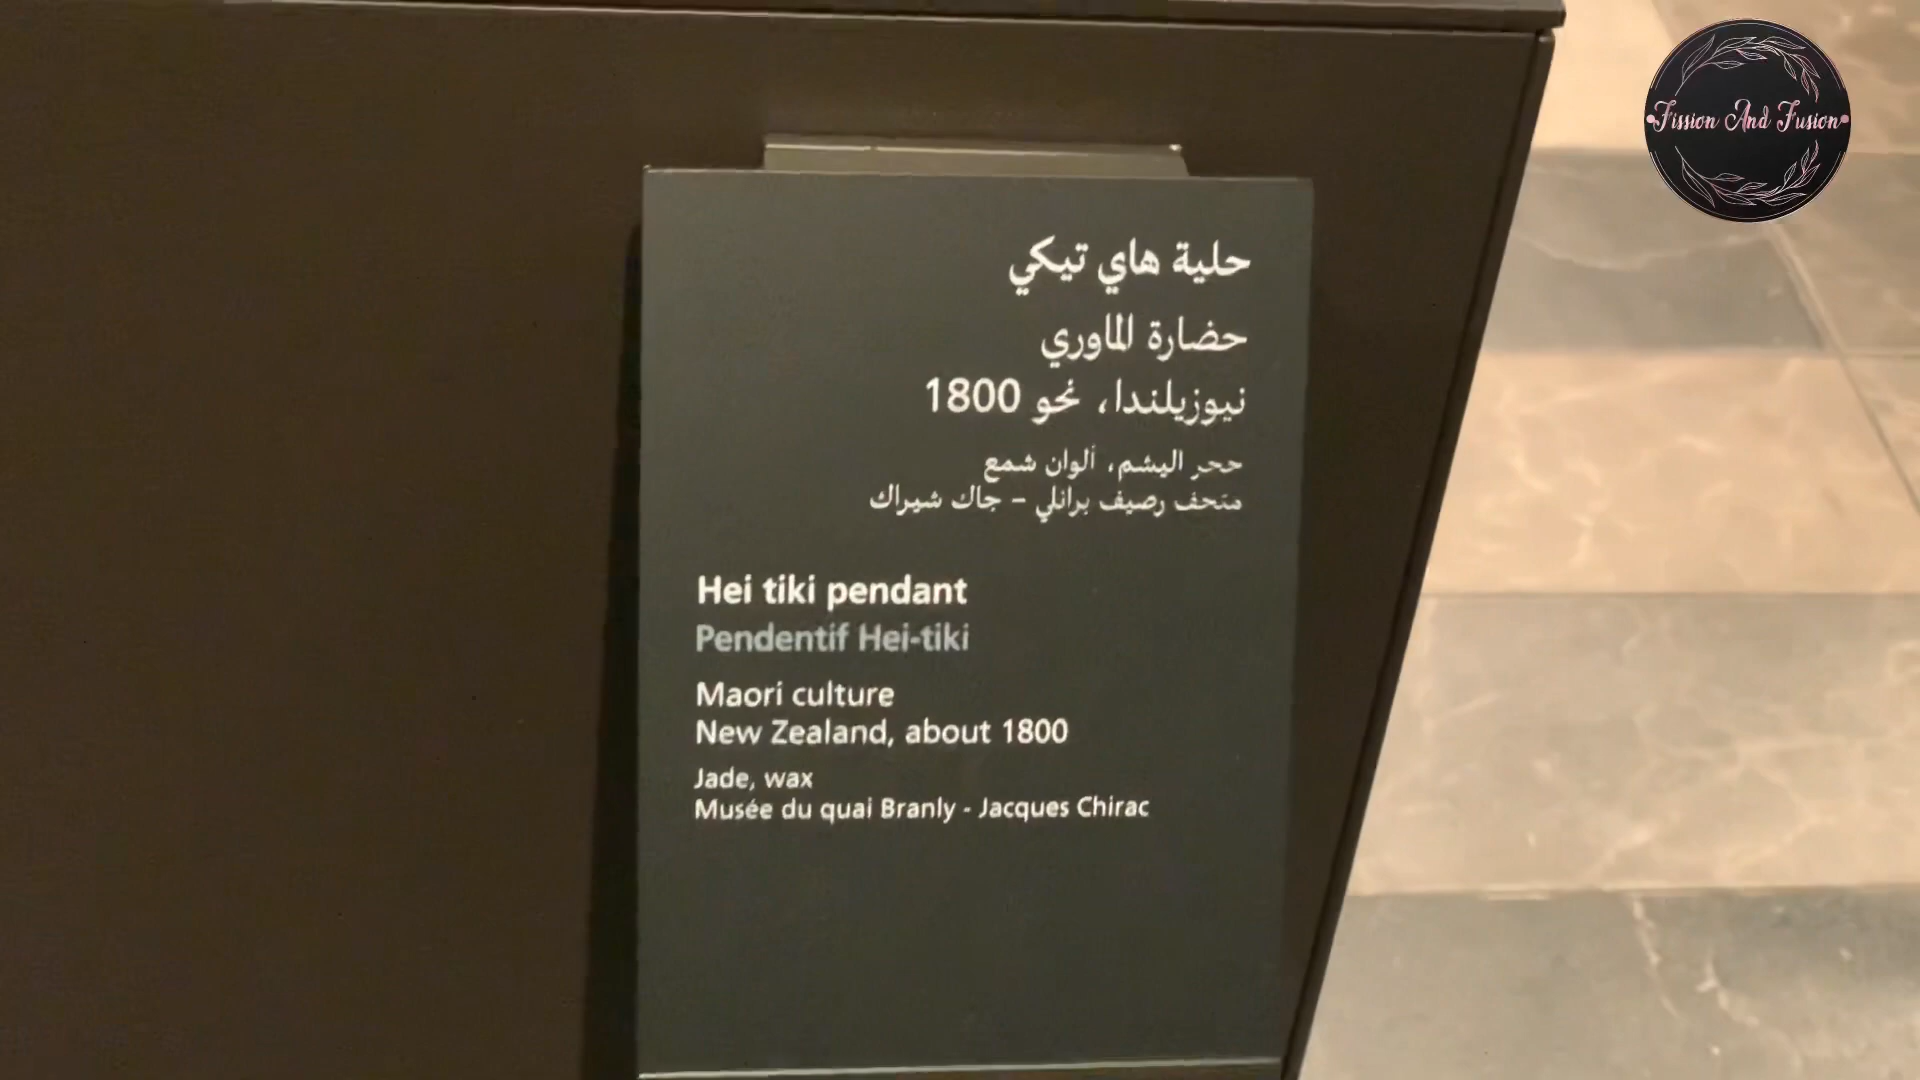 حلية هاي تيكي
حضارة الماوري
نيوزيلندا، نحو 1800
حجر اليشم، ألوان شمع
متحف رصيف برانلي – جاك شيراك
Hei tiki pendant
Pendentif Hei-tiki
Maori culture
New Zealand, about 1800
Jade, wax
Musée du quai Branly - Jacques Chirac
Fission And Fusion